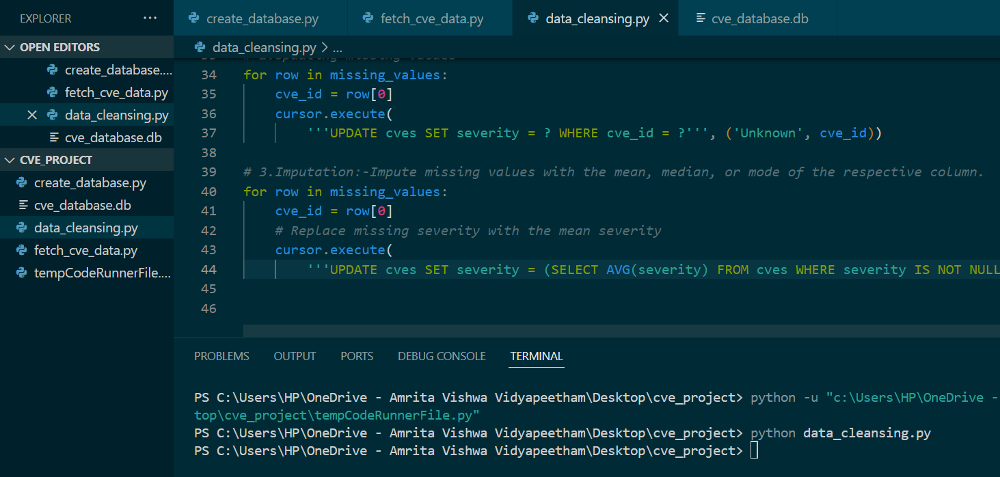 EXPLORER ···
OPEN EDITORS
create_database....
fetch_cve_data.py
data_cleansing.py
cve_database.db
CVE_PROJECT
create_database.py
cve_database.db
data_cleansing.py
fetch_cve_data.py
tempCodeRunnerFile....
create_database.py fetch_cve_data.py data_cleansing.py cve_database.db
data_cleansing.py > ...
34 for row in missing_values:
35 cve_id = row[0]
36 cursor.execute(
37 '''UPDATE cves SET severity = ? WHERE cve_id = ?''', ('Unknown', cve_id))
38
39 # 3.Imputation:-Impute missing values with the mean, median, or mode of the respective column.
40 for row in missing_values:
41 cve_id = row[0]
42 # Replace missing severity with the mean severity
43 cursor.execute(
44 '''UPDATE cves SET severity = (SELECT AVG(severity) FROM cves WHERE severity IS NOT NULL
45
46
PROBLEMS OUTPUT PORTS DEBUG CONSOLE TERMINAL
PS C:\Users\HP\OneDrive - Amrita Vishwa Vidyapeetham\Desktop\cve_project> python -u "c:\Users\HP\OneDrive -
top\cve_project\tempCodeRunnerFile.py"
PS C:\Users\HP\OneDrive - Amrita Vishwa Vidyapeetham\Desktop\cve_project> python data_cleansing.py
PS C:\Users\HP\OneDrive - Amrita Vishwa Vidyapeetham\Desktop\cve_project>